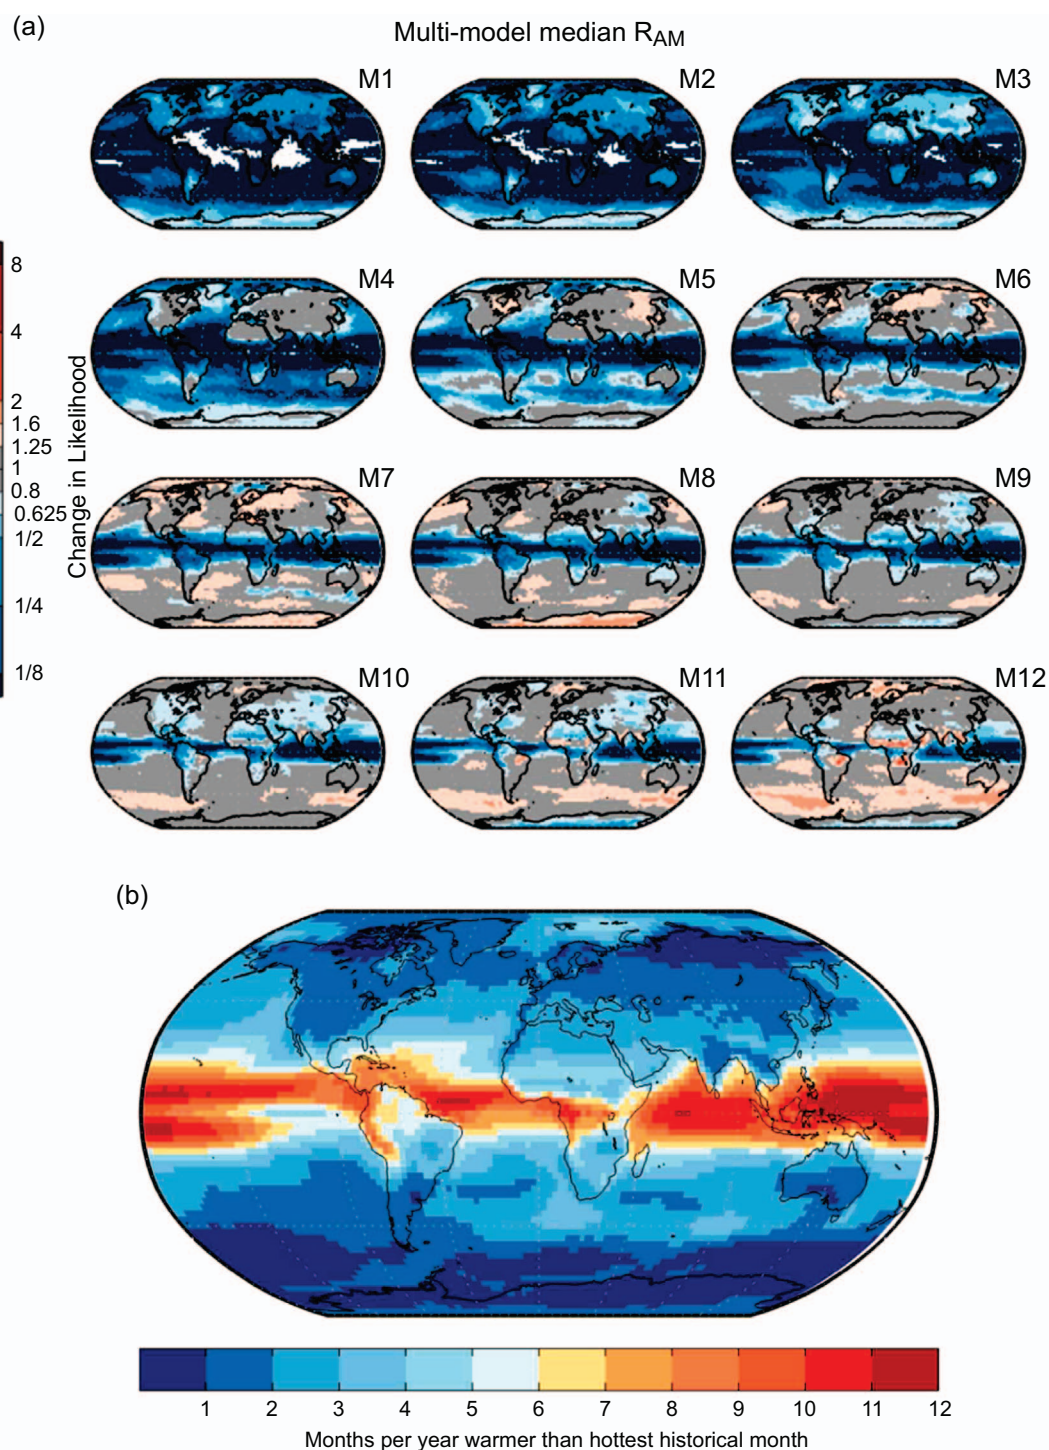 (a)
Multi-model median RAM
M1
M2
M3
M4
M5
M6
M7
M8
M9
M10
M11
M12
8
4
2
1.6
1.25
1
0.8
0.625
1/2
1/4
1/8
Change in Likelihood
(b)
1 2 3 4 5 6 7 8 9 10 11 12
Months per year warmer than hottest historical month